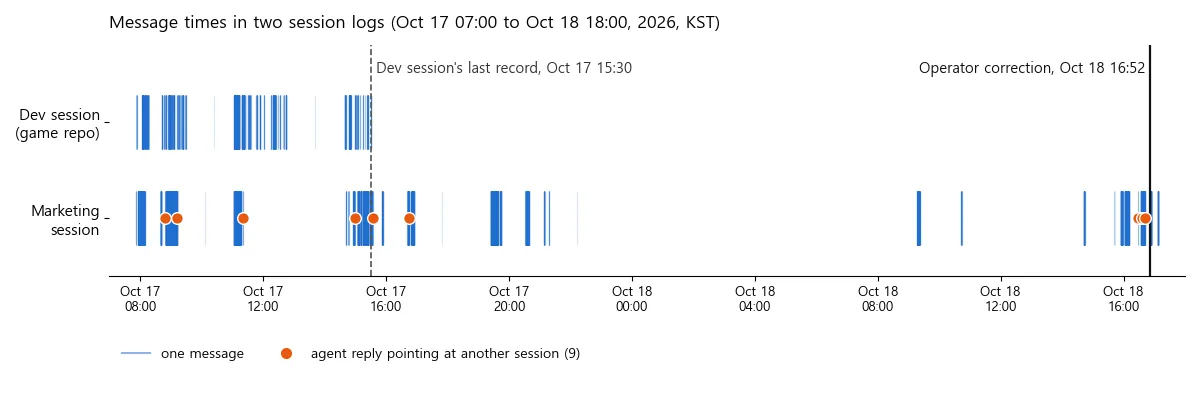 Message times in two session logs (Oct 17 07:00 to Oct 18 18:00, 2026, KST)
Dev session's last record, Oct 17 15:30
Operator correction, Oct 18 16:52
Dev session
(game repo)
Marketing
session
Oct 17
08:00
Oct 17
12:00
Oct 17
16:00
Oct 17
20:00
Oct 18
00:00
Oct 18
04:00
Oct 18
08:00
Oct 18
12:00
Oct 18
16:00
one message
agent reply pointing at another session (9)